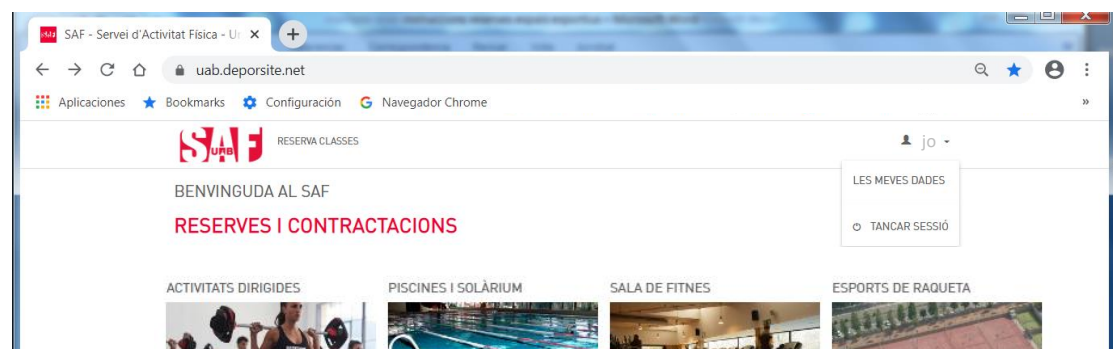 SAF - Servei d'Activitat Física - U
uab.deporsite.net
Aplicaciones Bookmarks Configuración Navegador Chrome »
SAF UAB RESERVA CLASSES jo
LES MEVES DADES
BENVINGUDA AL SAF
RESERVES I CONTRACTACIONS
TANCAR SESSIÓ
ACTIVITATS DIRIGIDES PISCINES I SOLÀRIUM SALA DE FITNES ESPORTS DE RAQUETA